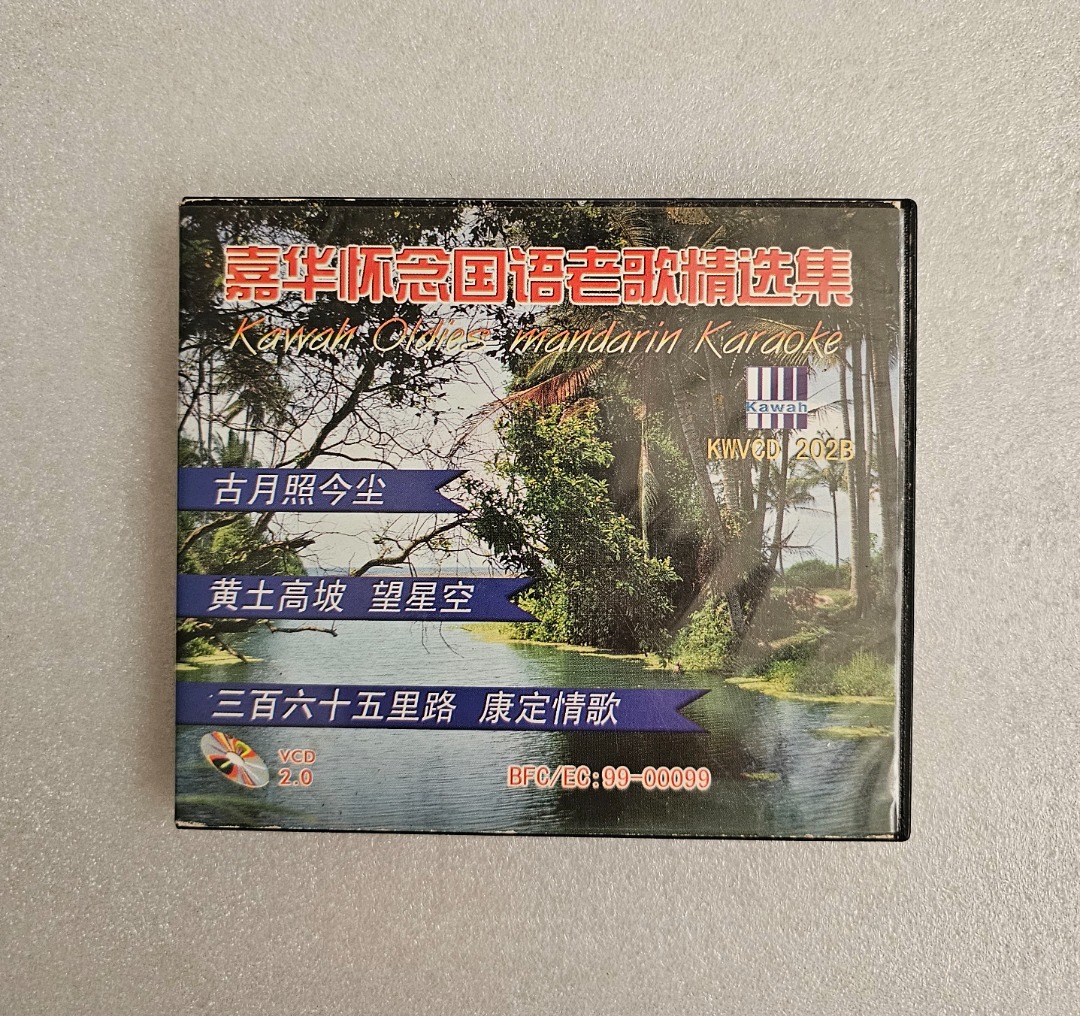 嘉华怀念国语老歌精选集
Kawah Oldies mandarin Karaoke
Kawah
KWVCD 202B
古月照今尘
黄土高坡 望星空
三百六十五里路 康定情歌
VCD
2.0
BFC/EC:99-00099